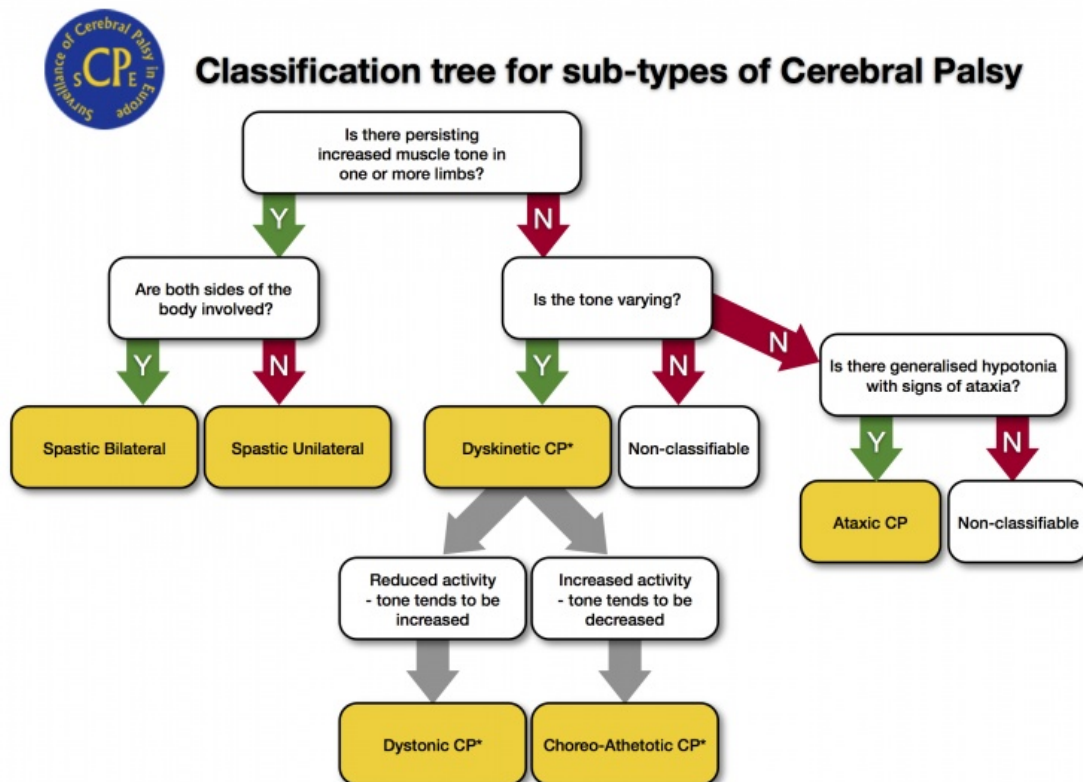 Surveillance of Cerebral Palsy in Europe
SCPE
Classification tree for sub-types of Cerebral Palsy
Is there persisting
increased muscle tone in
one or more limbs?
Y
N
Are both sides of the
body involved?
Is the tone varying?
N
Is there generalised hypotonia
with signs of ataxia?
Y
N
Y
N
Y
N
Spastic Bilateral
Spastic Unilateral
Dyskinetic CP*
Non-classifiable
Ataxic CP
Non-classifiable
Reduced activity
- tone tends to be
increased
Increased activity
- tone tends to be
decreased
Dystonic CP*
Choreo-Athetotic CP*